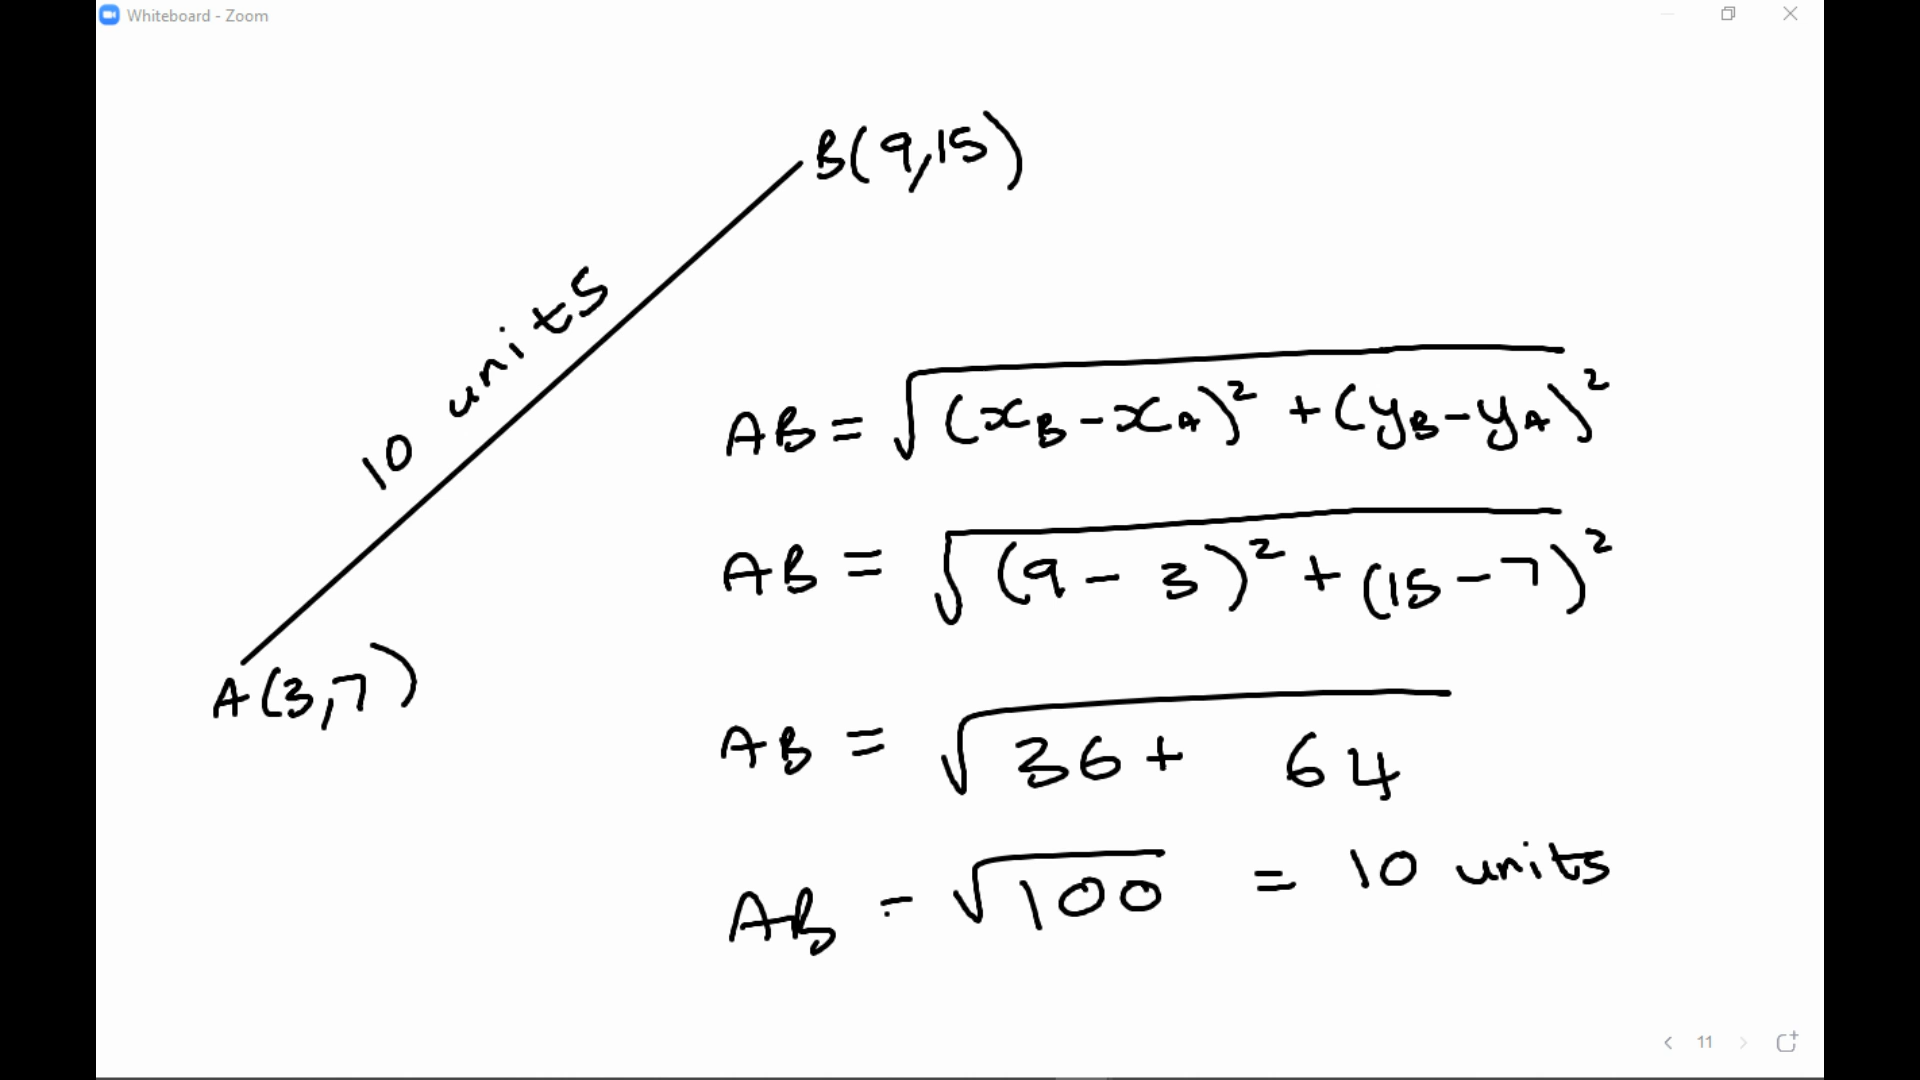 Whiteboard - Zoom
B(9,15)
10 units
A(3,7)
AB = √(x_B - x_A)² + (y_B - y_A)²
AB = √(9 - 3)² + (15 - 7)²
AB = √36 + 64
AB = √100 = 10 units
11